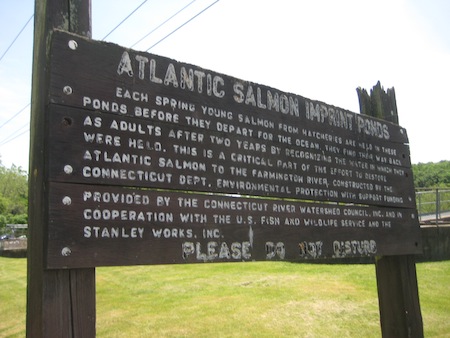 ATLANTIC SALMON IMPRINT PONDS
EACH SPRING YOUNG SALMON FROM HATCHERIES ARE HELD IN THESE
PONDS BEFORE THEY DEPART FOR THE OCEAN, THEY FIND THEIR WAY BACK
AS ADULTS AFTER TWO YEARS BY RECOGNIZING THE WATER IN WHICH THEY
WERE HELD. THIS IS A CRITICAL PART OF THE EFFORT TO RESTORE
ATLANTIC SALMON TO THE FARMINGTON RIVER, CONSTRUCTED BY THE
CONNECTICUT DEPT. ENVIRONMENTAL PROTECTION WITH SUPPORT FUNDING
PROVIDED BY THE CONNECTICUT RIVER WATERSHED COUNCIL, INC. AND IN
COOPERATION WITH THE U.S. FISH AND WILDLIFE SERVICE AND THE
STANLEY WORKS, INC.
PLEASE DO NOT DISTURB